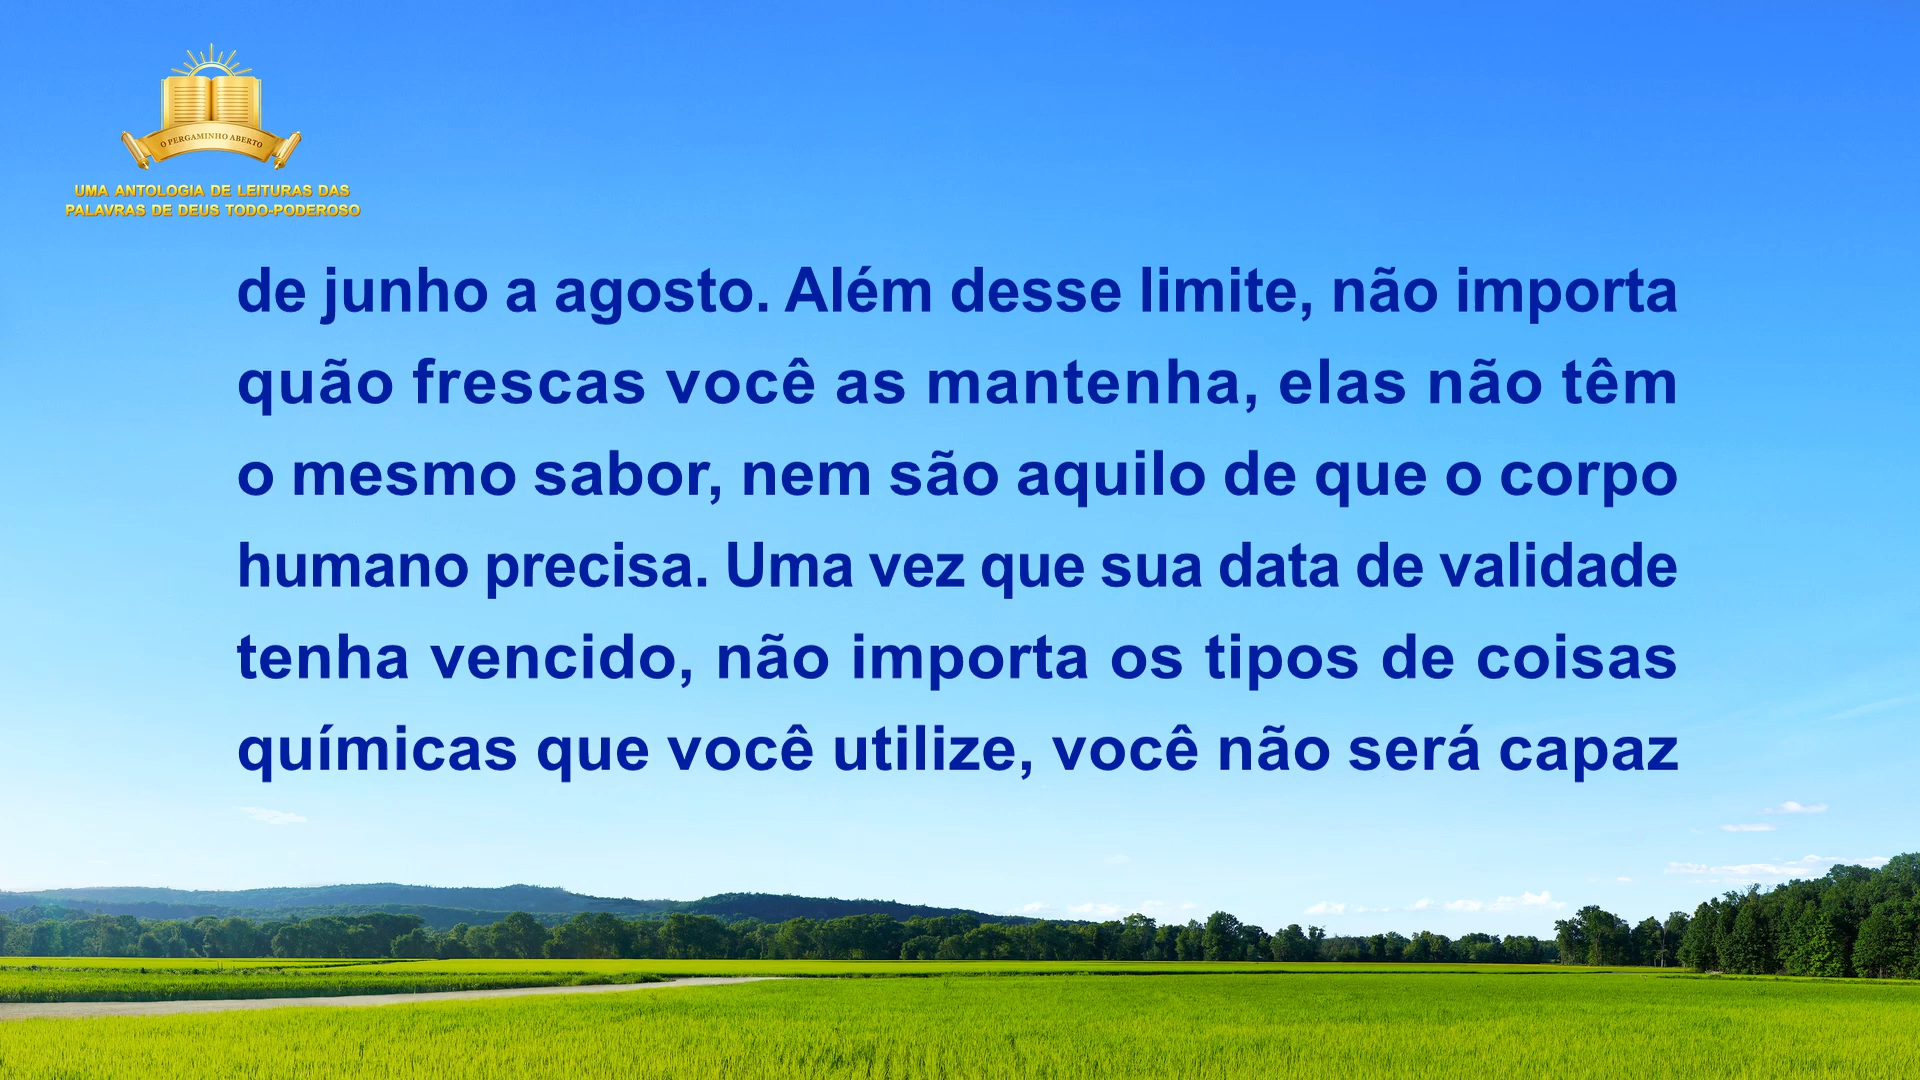 O PERGAMINHO ABERTO
UMA ANTOLOGIA DE LEITURAS DAS
PALAVRAS DE DEUS TODO-PODEROSO
de junho a agosto. Além desse limite, não importa
quão frescas você as mantenha, elas não têm
o mesmo sabor, nem são aquilo de que o corpo
humano precisa. Uma vez que sua data de validade
tenha vencido, não importa os tipos de coisas
químicas que você utilize, você não será capaz